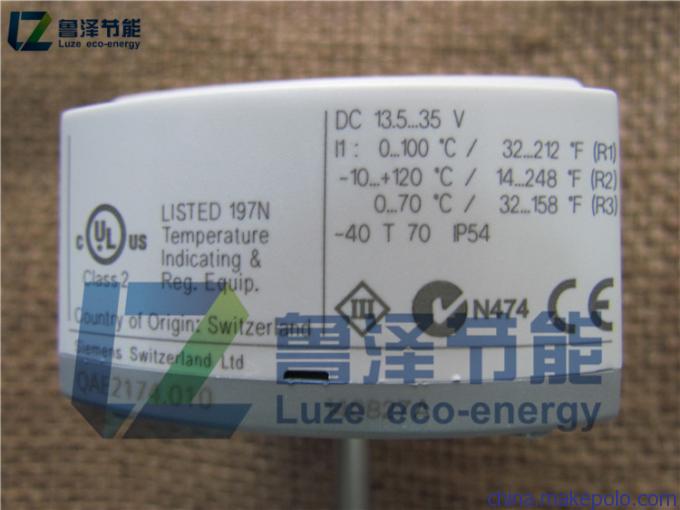 鲁泽节能
Luze eco-energy
DC 13.5...35 V
I1 : 0...100 °C / 32...212 °F (R1)
-10...+120 °C / 14...248 °F (R2)
0...70 °C / 32...158 °F (R3)
-40 T 70 IP54
C UL US
LISTED 197N
Temperature
Indicating &
Reg. Equip.
Class 2
Country of Origin: Switzerland
III
N474
CE
Siemens Switzerland Ltd
QAE2174.010
鲁泽节能
Luze eco-energy
china.makepolo.com